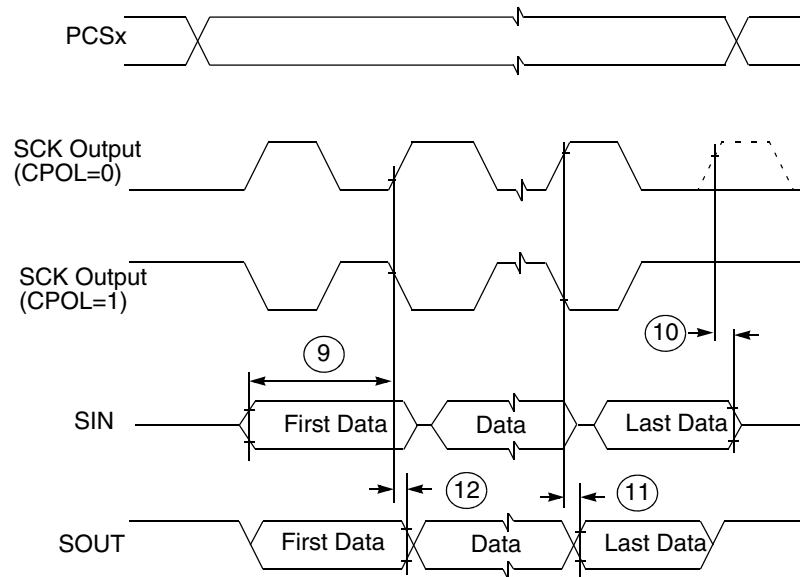 PCSx
SCK Output
(CPOL=0)
SCK Output
(CPOL=1)
10
9
SIN
First Data
Data
Last Data
12
11
SOUT
First Data
Data
Last Data